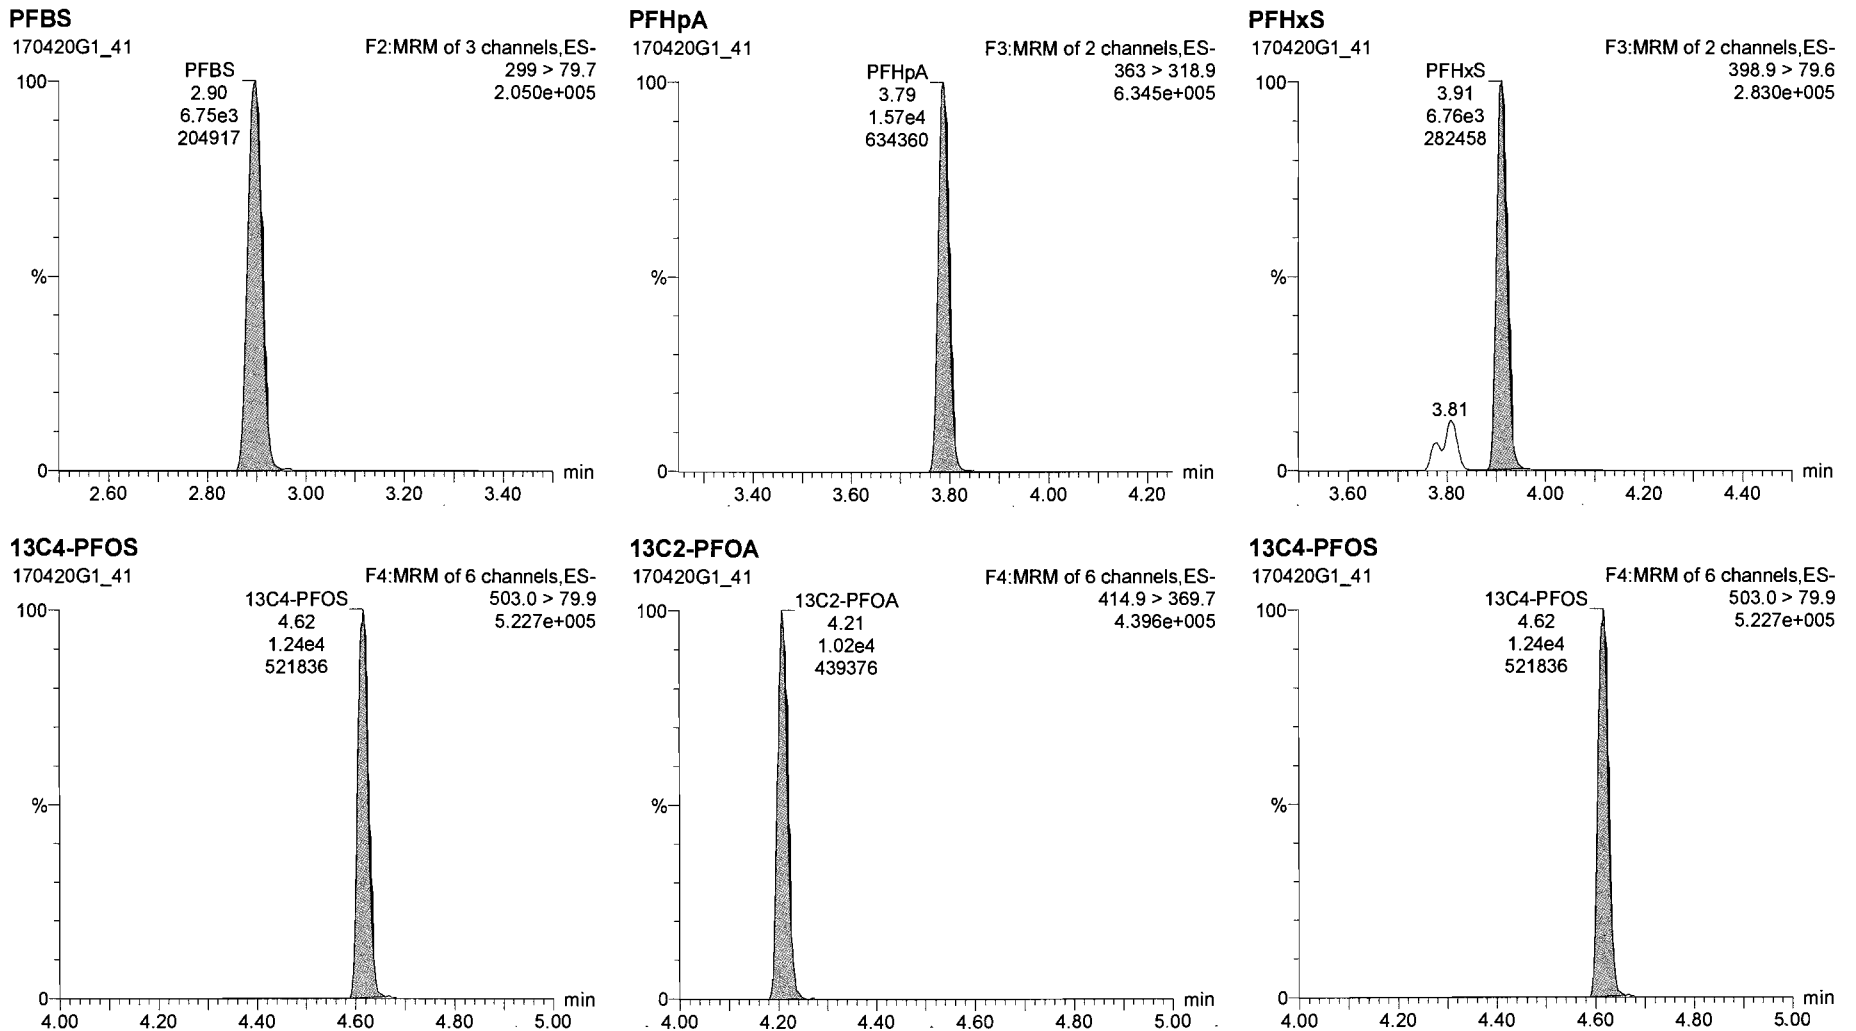 PFBS
170420G1_41
F2:MRM of 3 channels,ES-
299 > 79.7
2.050e+005
PFBS
2.90
6.75e3
204917
100
%
0
min
2.60 2.80 3.00 3.20 3.40
PFHpA
170420G1_41
F3:MRM of 2 channels,ES-
363 > 318.9
6.345e+005
PFHpA
3.79
1.57e4
634360
100
%
0
min
3.40 3.60 3.80 4.00 4.20
PFHxS
170420G1_41
F3:MRM of 2 channels,ES-
398.9 > 79.6
2.830e+005
PFHxS
3.91
6.76e3
282458
3.81
100
%
0
min
3.60 3.80 4.00 4.20 4.40
13C4-PFOS
170420G1_41
F4:MRM of 6 channels,ES-
503.0 > 79.9
5.227e+005
13C4-PFOS
4.62
1.24e4
521836
100
%
0
min
4.00 4.20 4.40 4.60 4.80 5.00
13C2-PFOA
170420G1_41
F4:MRM of 6 channels,ES-
414.9 > 369.7
4.396e+005
13C2-PFOA
4.21
1.02e4
439376
100
%
0
min
4.00 4.20 4.40 4.60 4.80 5.00
13C4-PFOS
170420G1_41
F4:MRM of 6 channels,ES-
503.0 > 79.9
5.227e+005
13C4-PFOS
4.62
1.24e4
521836
100
%
0
min
4.00 4.20 4.40 4.60 4.80 5.00